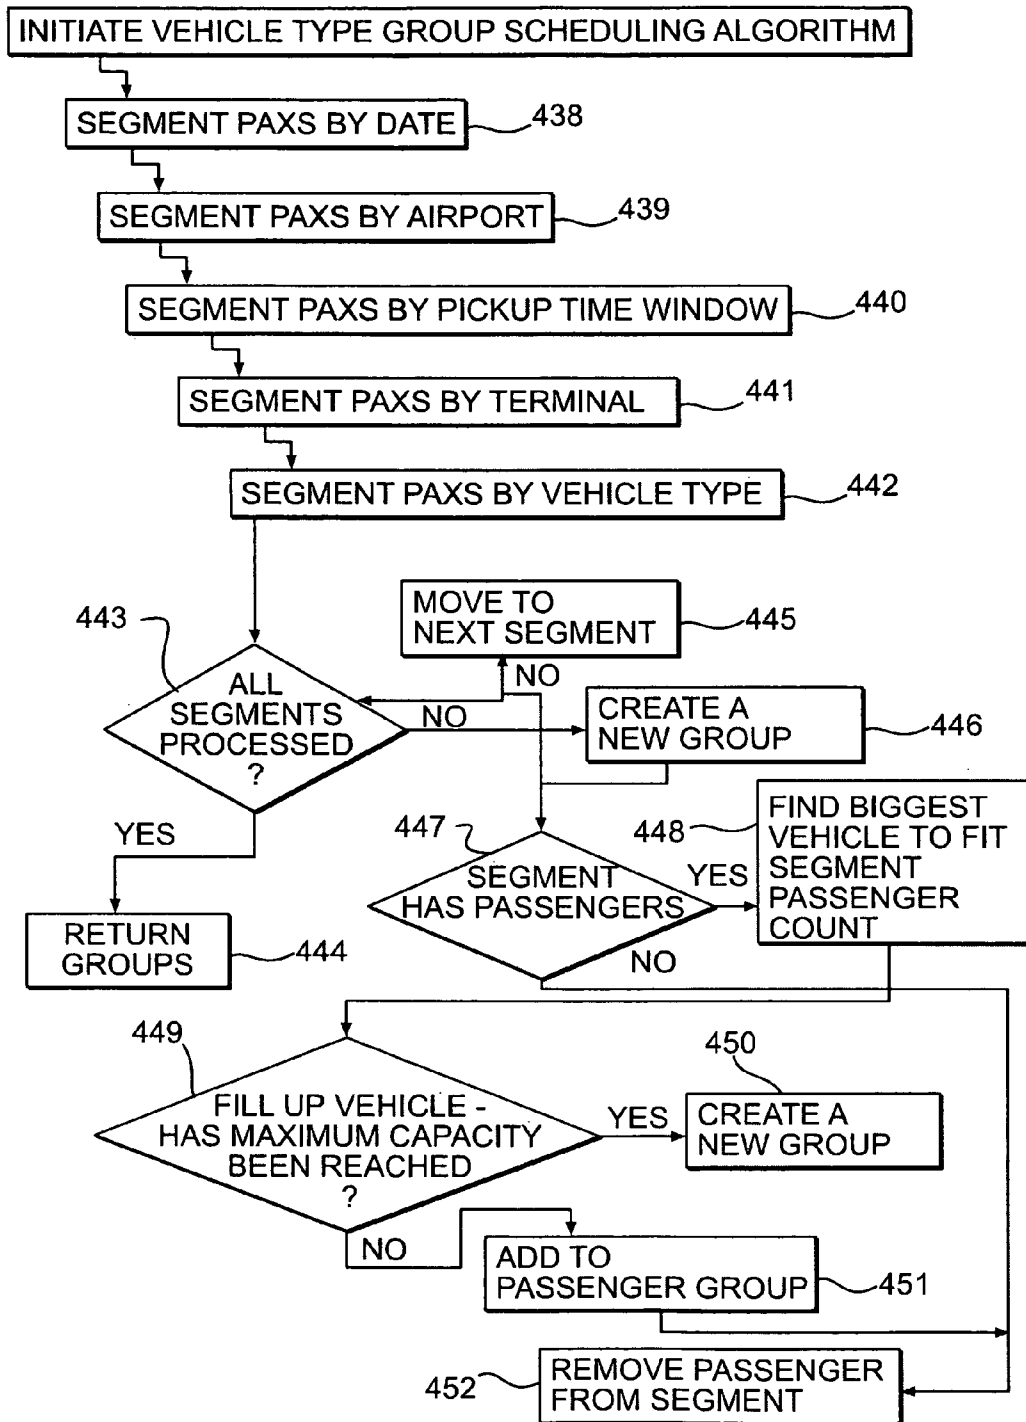 INITIATE VEHICLE TYPE GROUP SCHEDULING ALGORITHM
SEGMENT PAXS BY DATE
438
SEGMENT PAXS BY AIRPORT
439
SEGMENT PAXS BY PICKUP TIME WINDOW
440
SEGMENT PAXS BY TERMINAL
441
SEGMENT PAXS BY VEHICLE TYPE
442
443
ALL
SEGMENTS
PROCESSED
?
MOVE TO
NEXT SEGMENT
445
NO
NO
CREATE A
NEW GROUP
446
YES
RETURN
GROUPS
444
447
SEGMENT
HAS PASSENGERS
YES
NO
448
FIND BIGGEST
VEHICLE TO FIT
SEGMENT
PASSENGER
COUNT
449
FILL UP VEHICLE -
HAS MAXIMUM CAPACITY
BEEN REACHED
?
YES
450
CREATE A
NEW GROUP
NO
ADD TO
PASSENGER GROUP
451
452
REMOVE PASSENGER
FROM SEGMENT